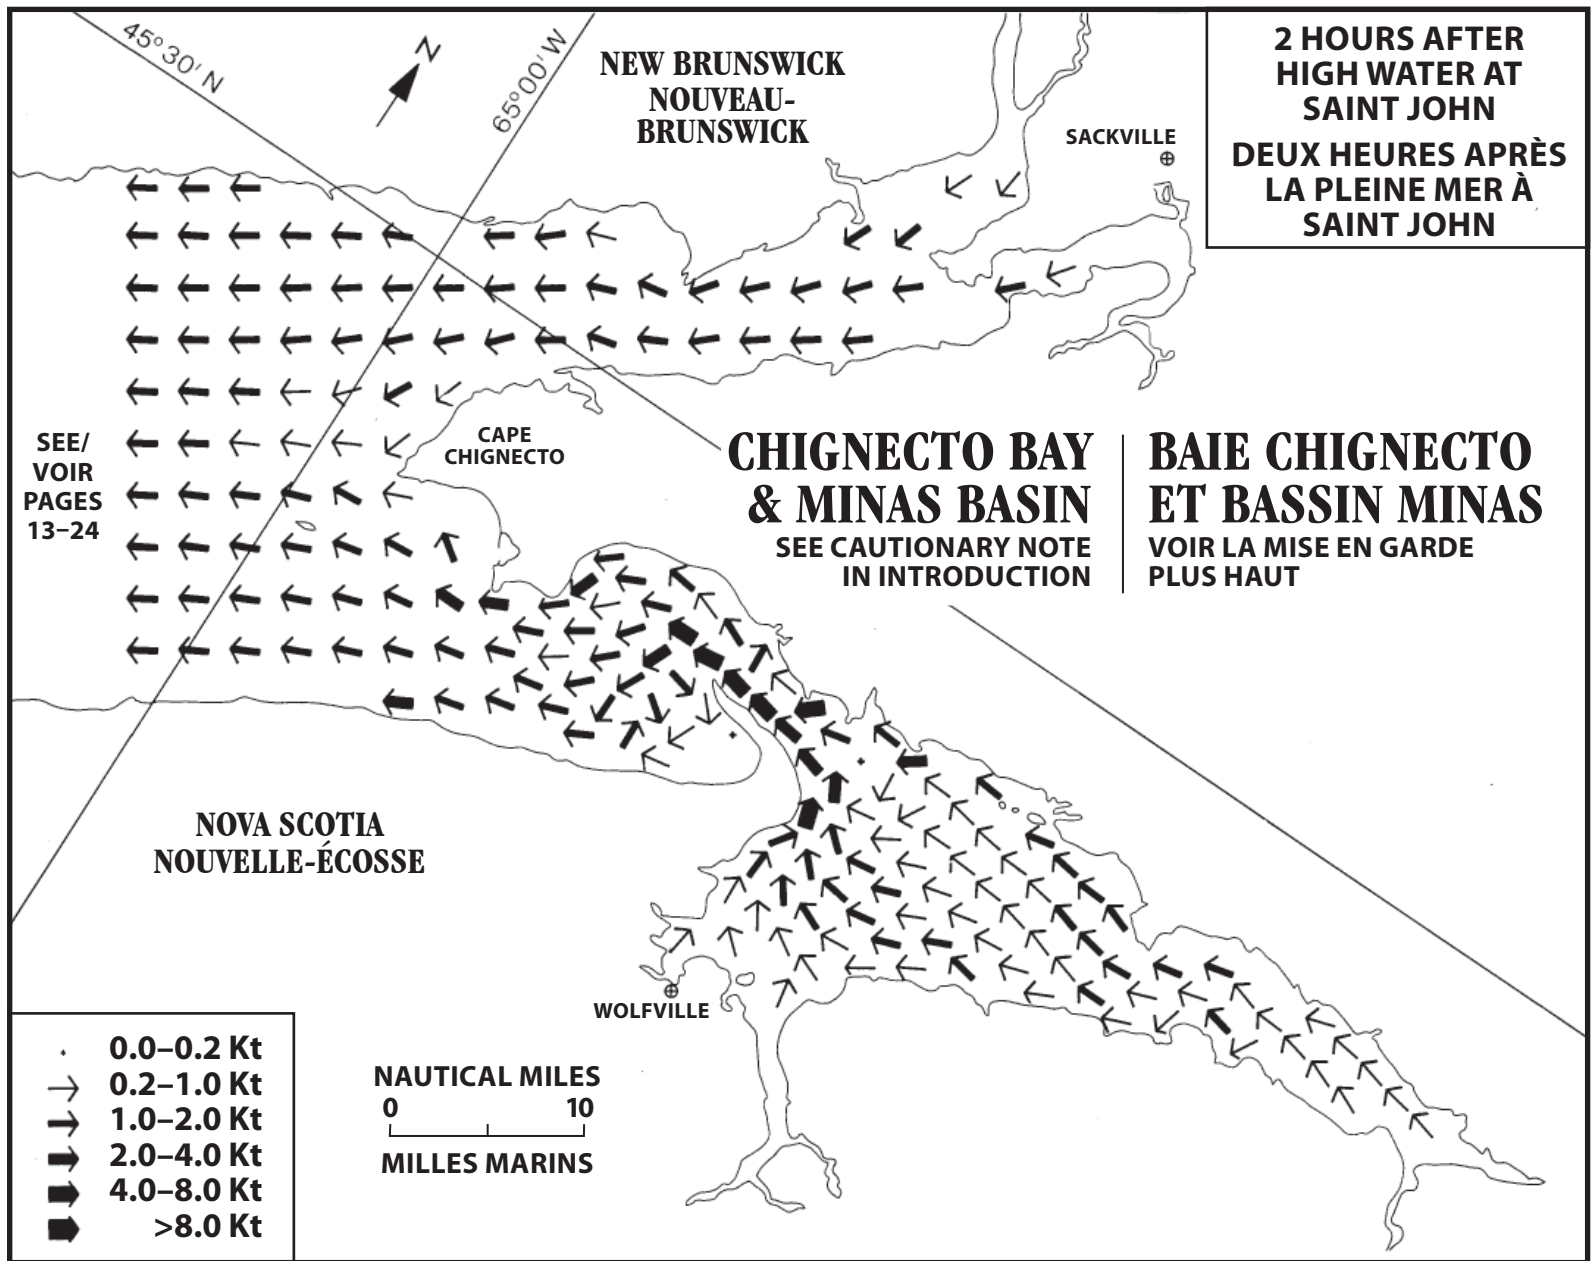 45°30' N
N
65°00' W
NEW BRUNSWICK
NOUVEAU-
BRUNSWICK
2 HOURS AFTER
HIGH WATER AT
SAINT JOHN
DEUX HEURES APRÈS
LA PLEINE MER À
SAINT JOHN
SACKVILLE
SEE/
VOIR
PAGES
13–24
CAPE
CHIGNECTO
CHIGNECTO BAY
& MINAS BASIN
SEE CAUTIONARY NOTE
IN INTRODUCTION
BAIE CHIGNECTO
ET BASSIN MINAS
VOIR LA MISE EN GARDE
PLUS HAUT
NOVA SCOTIA
NOUVELLE-ÉCOSSE
WOLFVILLE
0.0–0.2 Kt
0.2–1.0 Kt
1.0–2.0 Kt
2.0–4.0 Kt
4.0–8.0 Kt
>8.0 Kt
NAUTICAL MILES
0 10
MILLES MARINS